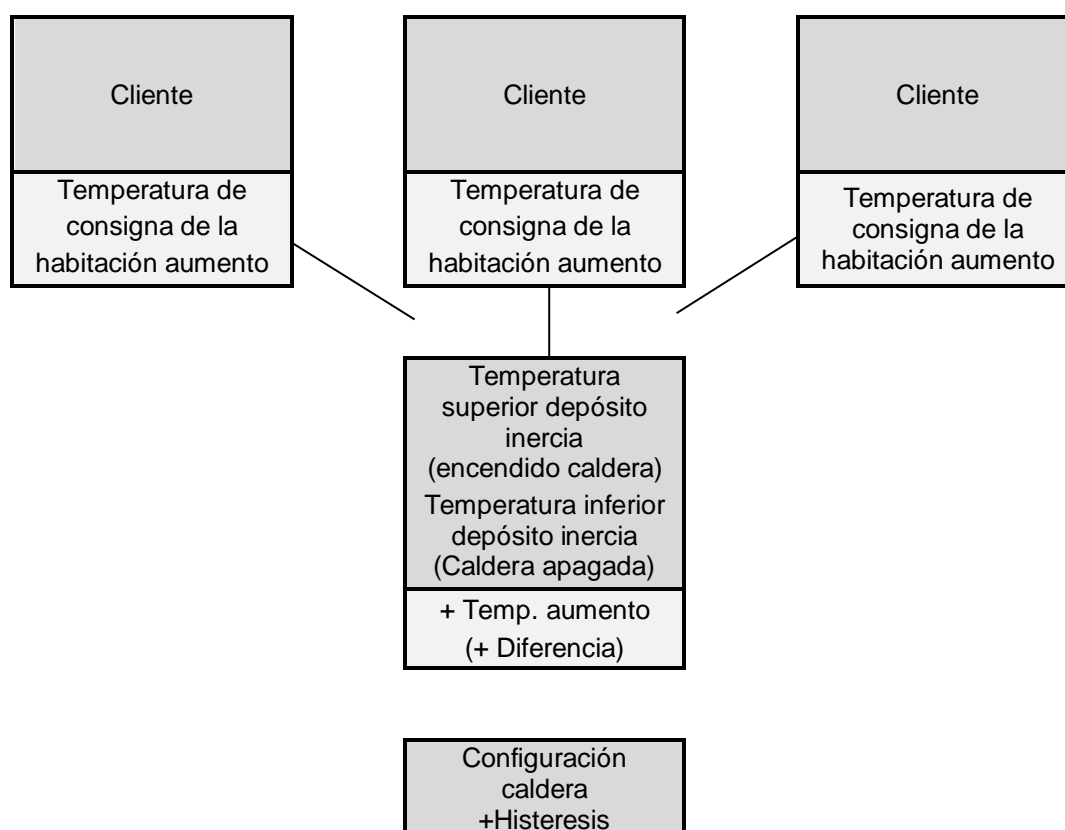 Cliente
Temperatura de
consigna de la
habitación aumento
Cliente
Temperatura de
consigna de la
habitación aumento
Cliente
Temperatura de
consigna de la
habitación aumento
Temperatura
superior depósito
inercia
(encendido caldera)
Temperatura inferior
depósito inercia
(Caldera apagada)
+ Temp. aumento
(+ Diferencia)
Configuración
caldera
+Histeresis